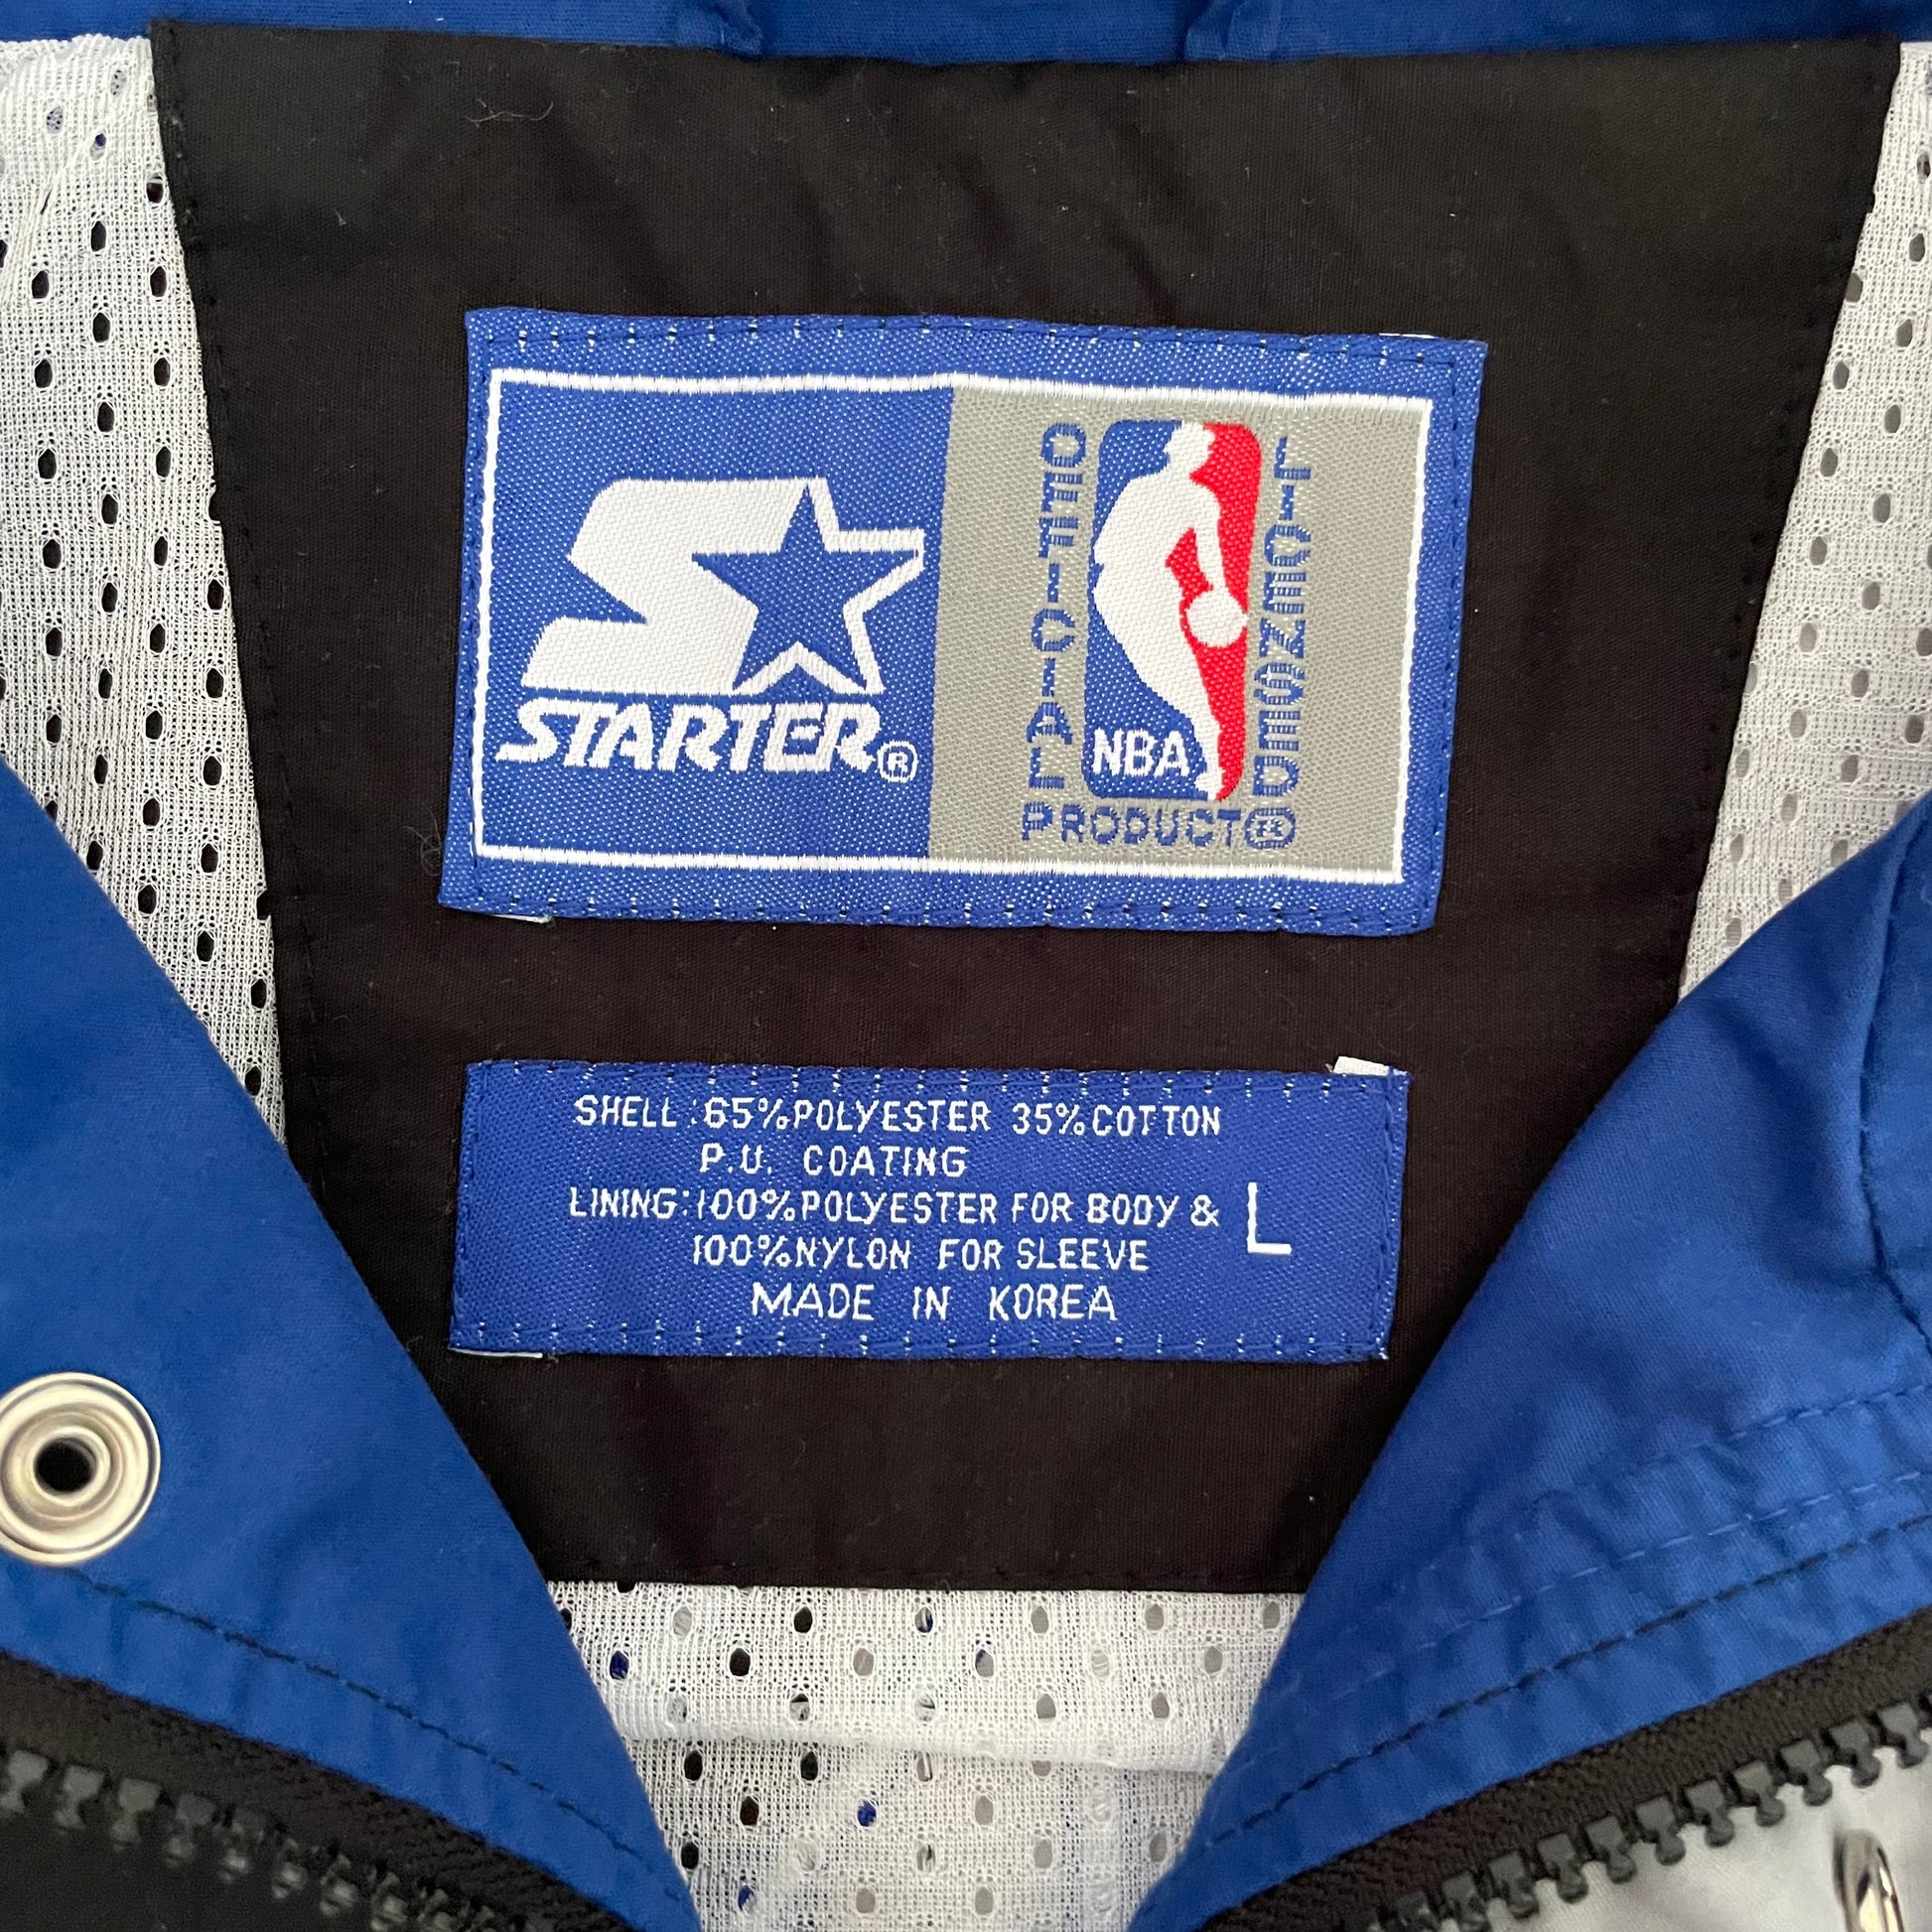 STARTER®
OFFICIAL
NBA
LICENSED
PRODUCT®
SHELL:65%POLYESTER 35%COTTON
P.U. COATING
LINING:100%POLYESTER FOR BODY &
100%NYLON FOR SLEEVE
L
MADE IN KOREA